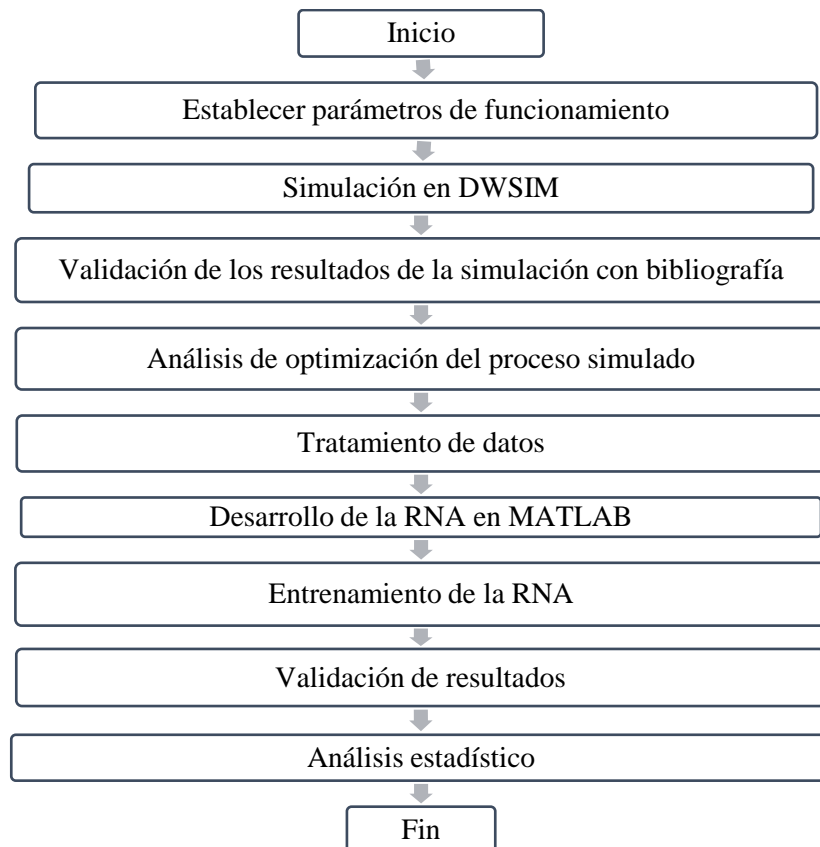 Inicio
Establecer parámetros de funcionamiento
Simulación en DWSIM
Validación de los resultados de la simulación con bibliografía
Análisis de optimización del proceso simulado
Tratamiento de datos
Desarrollo de la RNA en MATLAB
Entrenamiento de la RNA
Validación de resultados
Análisis estadístico
Fin